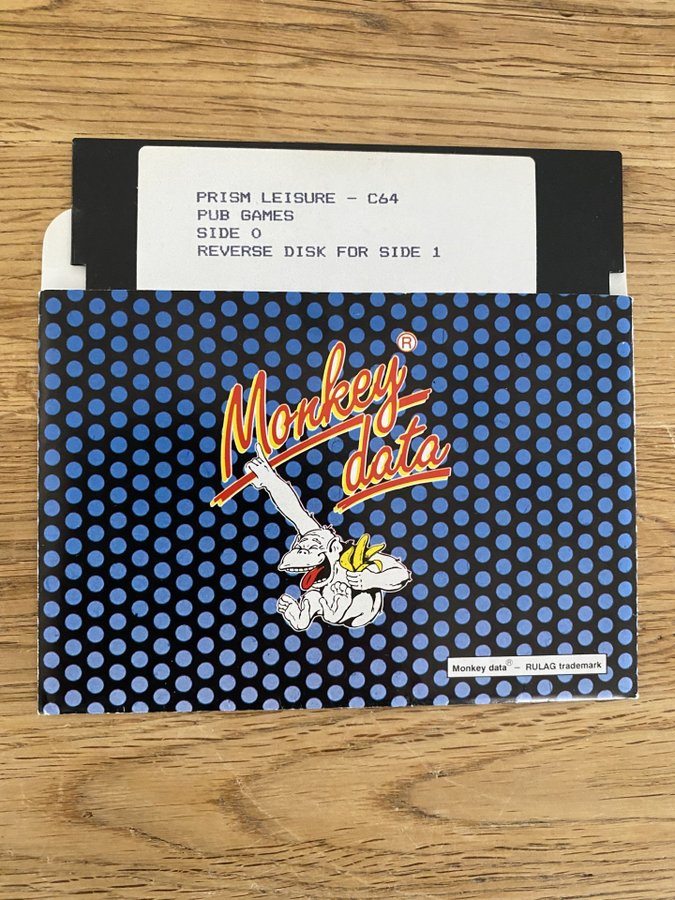 PRISM LEISURE - C64
PUB GAMES
SIDE 0
REVERSE DISK FOR SIDE 1
Monkey ®
data
Monkey data® - RULAG trademark